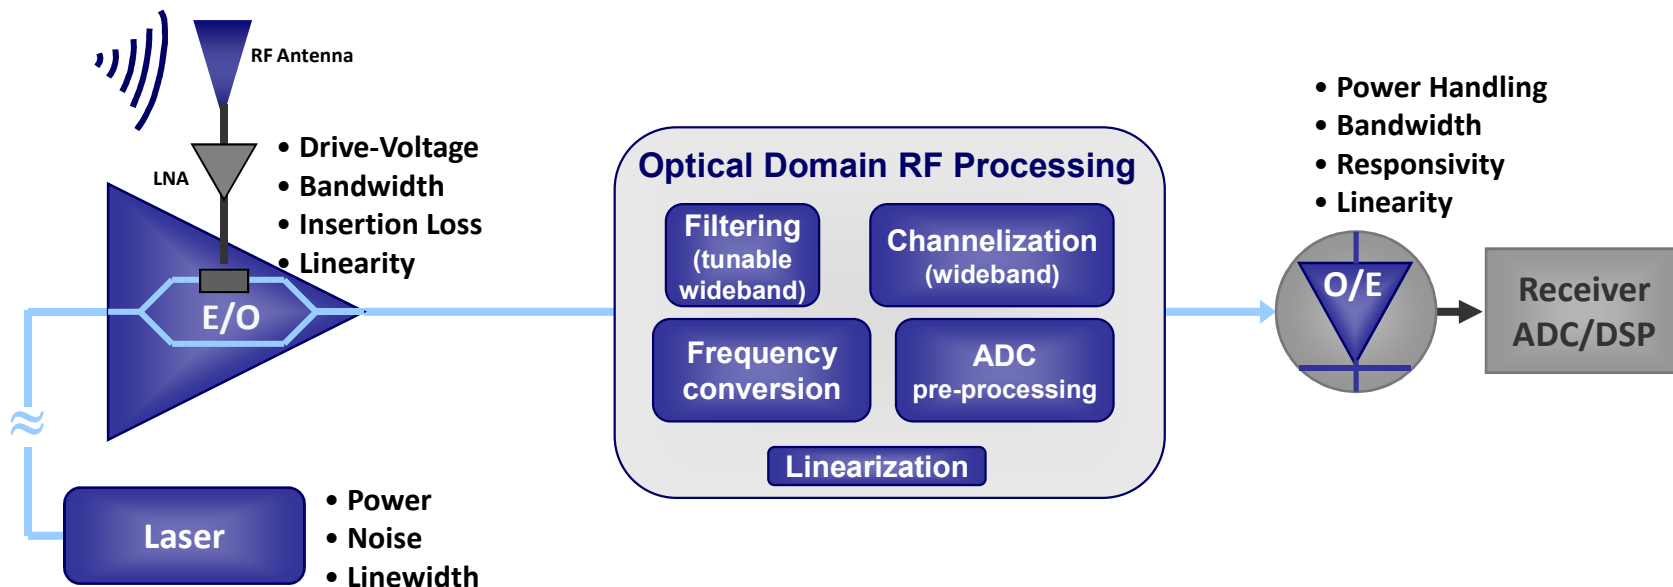 RF Antenna
LNA
• Drive-Voltage
• Bandwidth
• Insertion Loss
• Linearity
E/O
Laser
• Power
• Noise
• Linewidth
Optical Domain RF Processing
Filtering
(tunable
wideband)
Channelization
(wideband)
Frequency
conversion
ADC
pre-processing
Linearization
• Power Handling
• Bandwidth
• Responsivity
• Linearity
O/E
Receiver
ADC/DSP